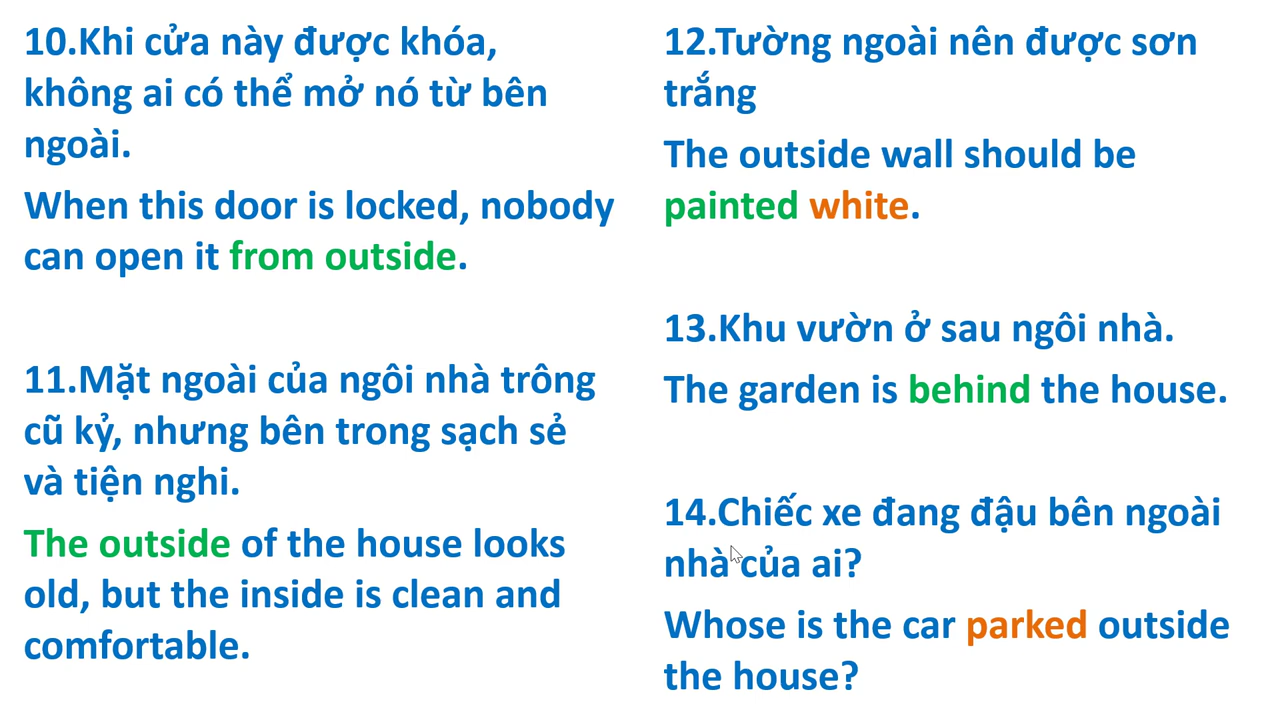 10.Khi cửa này được khóa,
không ai có thể mở nó từ bên
ngoài.
When this door is locked, nobody
can open it from outside.
11.Mặt ngoài của ngôi nhà trông
cũ kỷ, nhưng bên trong sạch sẻ
và tiện nghi.
The outside of the house looks
old, but the inside is clean and
comfortable.
12.Tường ngoài nên được sơn
trắng
The outside wall should be
painted white.
13.Khu vườn ở sau ngôi nhà.
The garden is behind the house.
14.Chiếc xe đang đậu bên ngoài
nhà của ai?
Whose is the car parked outside
the house?